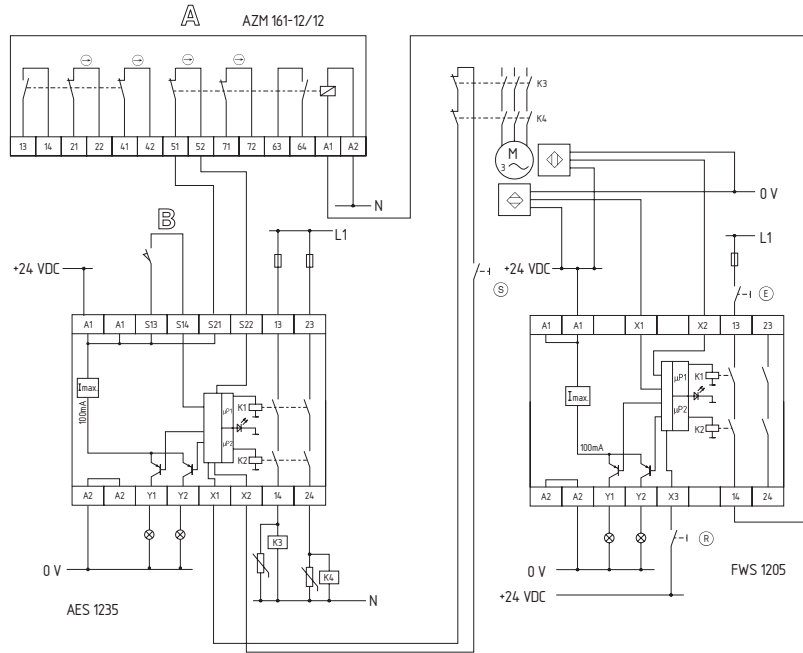 A AZM 161-12/12
13 14 21 22 41 42 51 52 71 72 63 64 A1 A2
K3
K4
M
3
N
0 V
B
L1
L1
+24 VDC
+24 VDC
S
E
A1 A1 S13 S14 S21 S22 13 23
A1 A1 X1 X2 13 23
Imax.
100mA
µP1
µP2
K1
K2
Imax.
100mA
µP1
µP2
K1
K2
A2 A2 Y1 Y2 X1 X2 14 24
A2 A2 Y1 Y2 X3 14 24
K3
K4
R
0 V
N
0 V
+24 VDC
AES 1235
FWS 1205